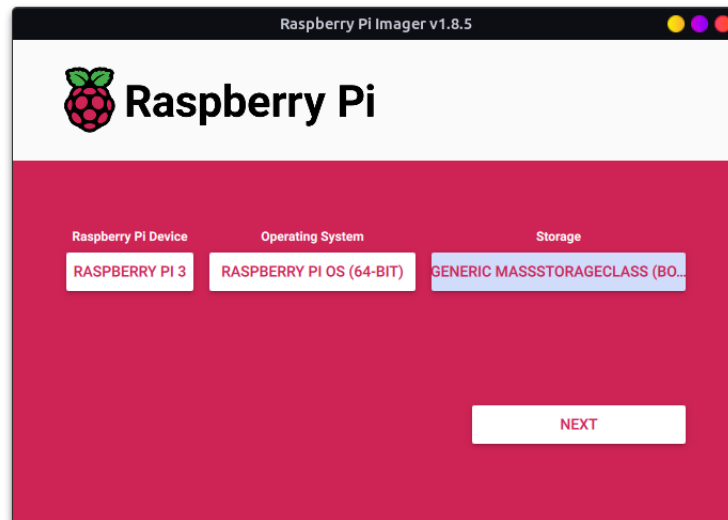 Raspberry Pi Imager v1.8.5
Raspberry Pi
Raspberry Pi Device
Operating System
Storage
RASPBERRY PI 3
RASPBERRY PI OS (64-BIT)
GENERIC MASSSTORAGECLASS (BO...
NEXT